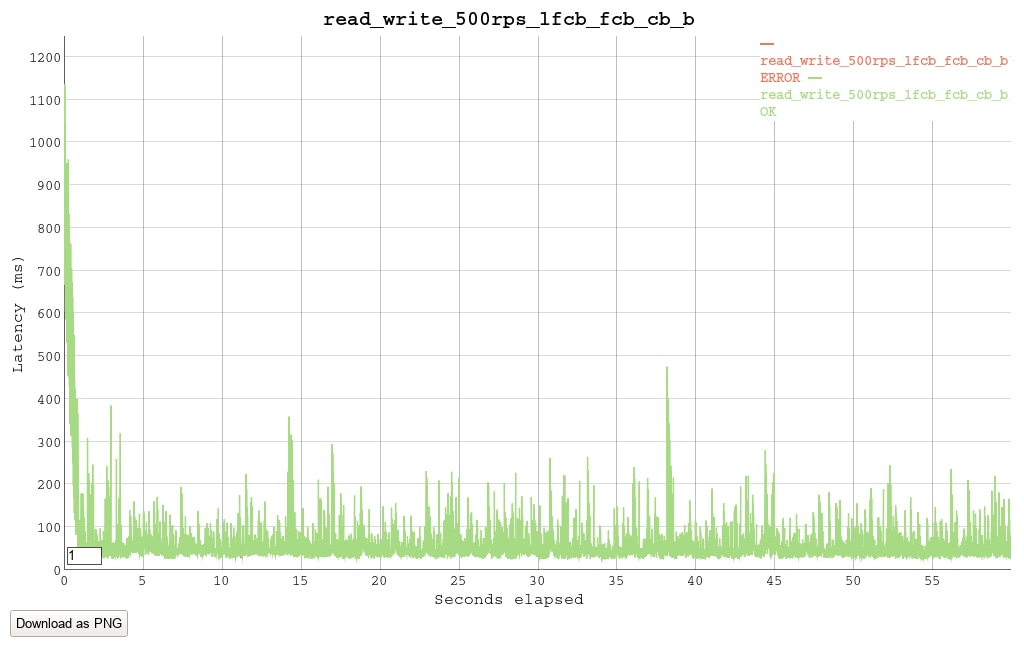 read_write_500rps_lfcb_fcb_cb_b
read_write_500rps_lfcb_fcb_cb_b
ERROR
read_write_500rps_lfcb_fcb_cb_b
OK
1200
1100
1000
900
800
700
600
500
400
300
200
100
0
Latency (ms)
1
0 5 10 15 20 25 30 35 40 45 50 55
Seconds elapsed
Download as PNG